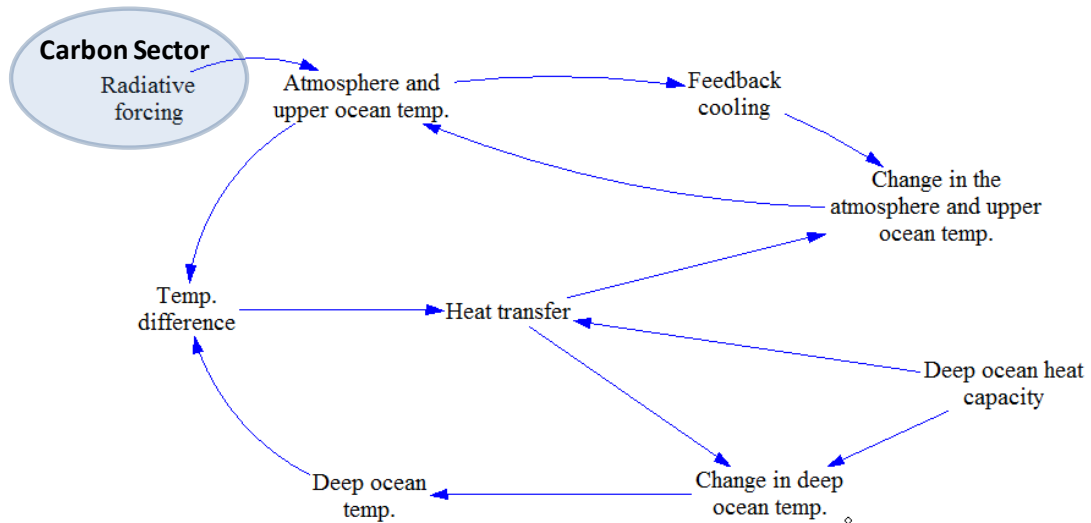 Carbon Sector
Radiative
forcing
Atmosphere and
upper ocean temp.
Feedback
cooling
Change in the
atmosphere and upper
ocean temp.
Temp.
difference
Heat transfer
Deep ocean heat
capacity
Deep ocean
temp.
Change in deep
ocean temp.